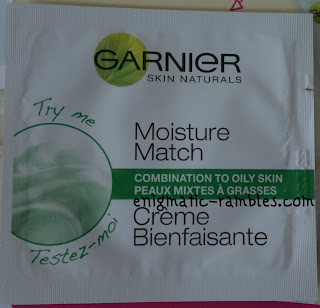 GARNIER
SKIN NATURALS
Try me
Moisture
Match
COMBINATION TO OILY SKIN
PEAUX MIXTES À GRASSES
enigmatic-rambles.com
Crème
Bienfaisante
Testez-moi